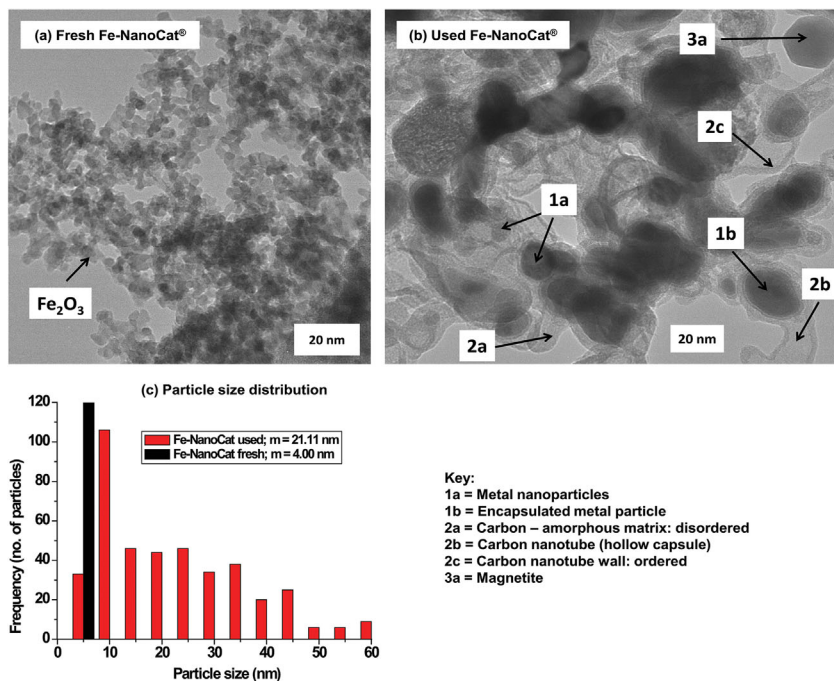 (a) Fresh Fe-NanoCat®
Fe₂O₃
20 nm
(b) Used Fe-NanoCat®
3a
2c
1a
1b
2b
2a
20 nm
(c) Particle size distribution
Fe-NanoCat used; m = 21.11 nm
Fe-NanoCat fresh; m = 4.00 nm
Frequency (no. of particles)
120
100
80
60
40
20
0
0 10 20 30 40 50 60
Particle size (nm)
Key:
1a = Metal nanoparticles
1b = Encapsulated metal particle
2a = Carbon – amorphous matrix: disordered
2b = Carbon nanotube (hollow capsule)
2c = Carbon nanotube wall: ordered
3a = Magnetite